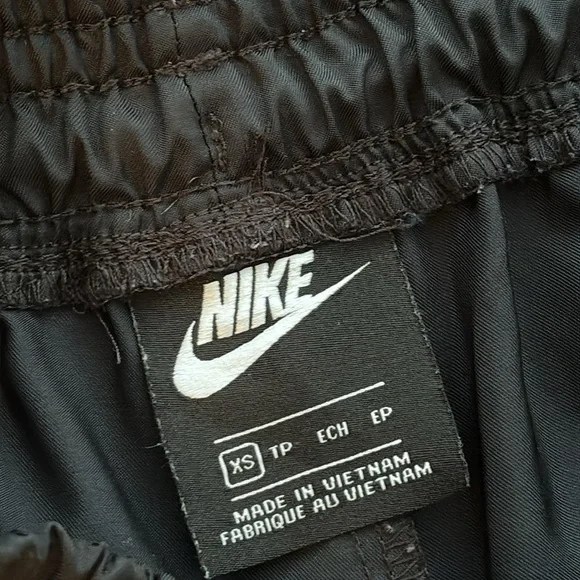 NIKE
XS TP ECH EP
MADE IN VIETNAM
FABRIQUE AU VIETNAM